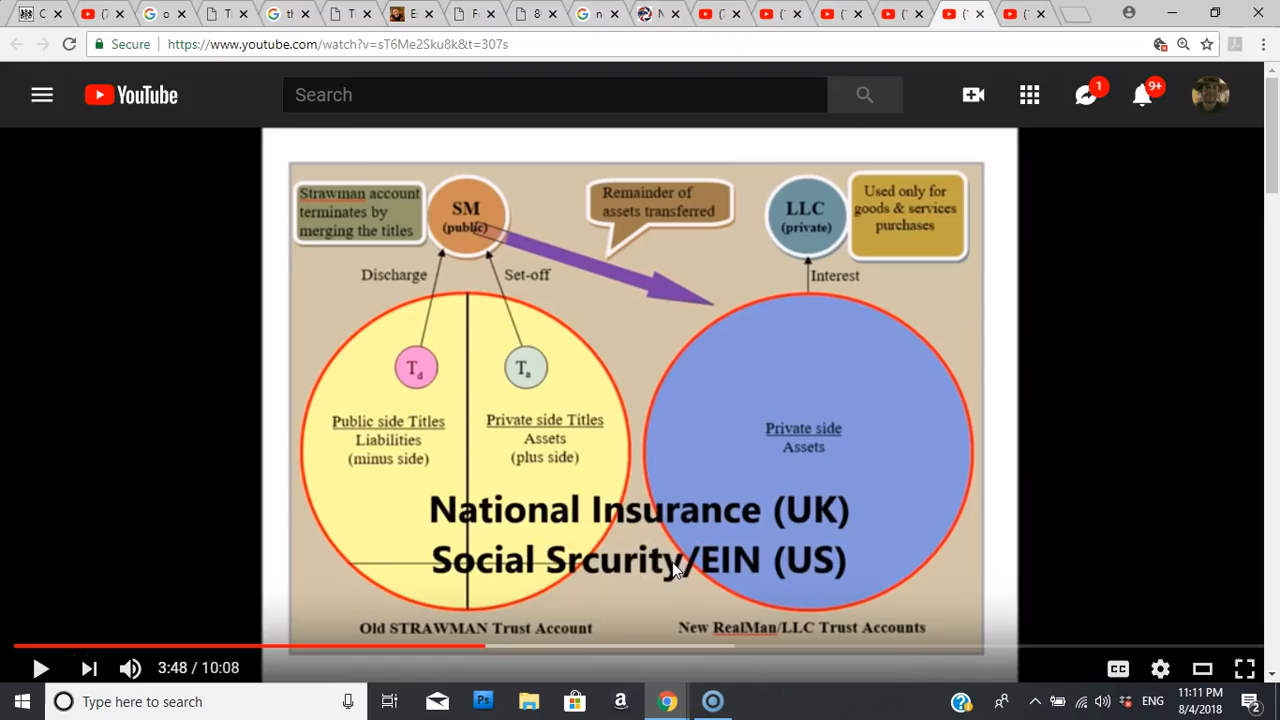 C
(7
o
T
th
T
E
F
8
n
N
(
(
(
(
(
(
Secure
https://www.youtube.com/watch?v=sT6Me2Sku8k&t=307s
YouTube
Search
1
9+
Strawman account
terminates by
merging the titles
SM
(public)
Remainder of
assets transferred
LLC
(private)
Used only for
goods & services
purchases
Discharge
Set-off
Interest
Td
Ta
Public side Titles
Liabilities
(minus side)
Private side Titles
Assets
(plus side)
Private side
Assets
National Insurance (UK)
Social Srcurity/EIN (US)
Old STRAWMAN Trust Account
New RealMan/LLC Trust Accounts
3:48 / 10:08
CC
Type here to search
Ps
a
ENG
11:11 PM
8/4/2018
2